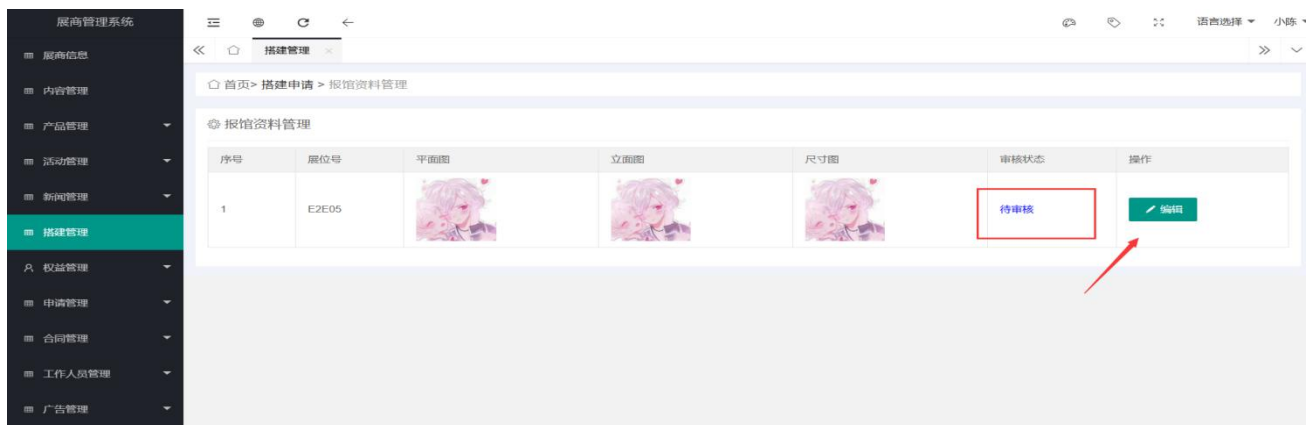 展商管理系统
语言选择 小陈
展商信息
搭建管理
首页> 搭建申请 > 报馆资料管理
内容管理
产品管理
报馆资料管理
活动管理
序号 展位号 平面图 立面图 尺寸图 审核状态 操作
新闻管理
1 E2E05 待审核 编辑
搭建管理
权益管理
申请管理
合同管理
工作人员管理
广告管理